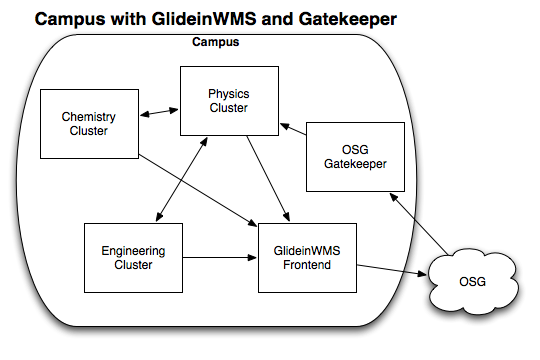 Campus with GlideinWMS and Gatekeeper
Campus
Physics
Cluster
Chemistry
Cluster
OSG
Gatekeeper
Engineering
Cluster
GlideinWMS
Frontend
OSG